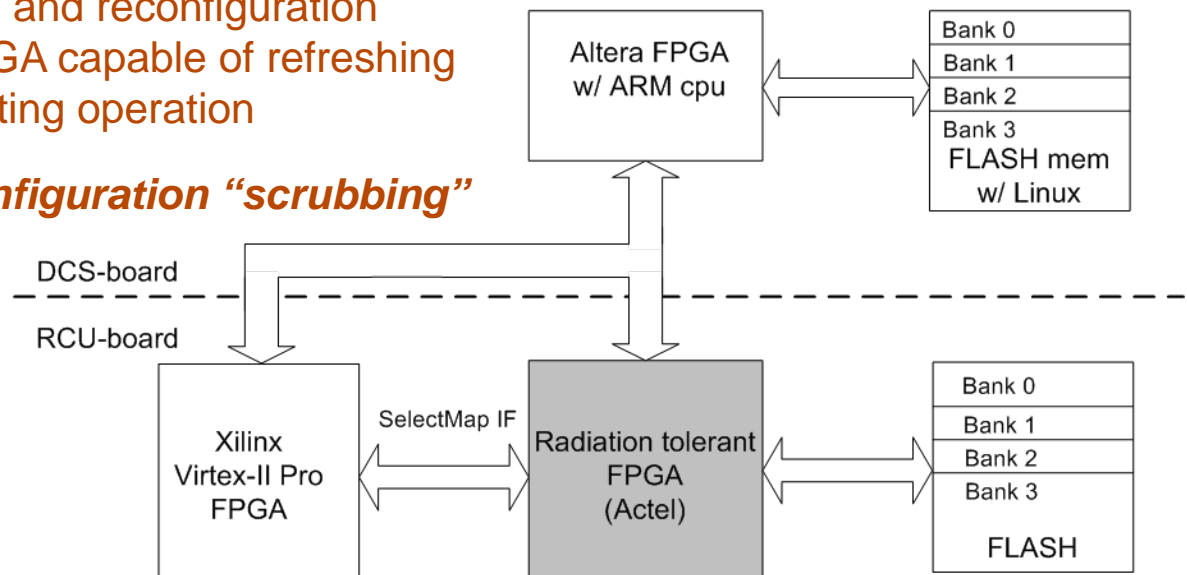 and reconfiguration
GA capable of refreshing
ting operation
nfiguration “scrubbing”
Altera FPGA
w/ ARM cpu
Bank 0
Bank 1
Bank 2
Bank 3
FLASH mem
w/ Linux
DCS-board
RCU-board
Xilinx
Virtex-II Pro
FPGA
SelectMap IF
Radiation tolerant
FPGA
(Actel)
Bank 0
Bank 1
Bank 2
Bank 3
FLASH